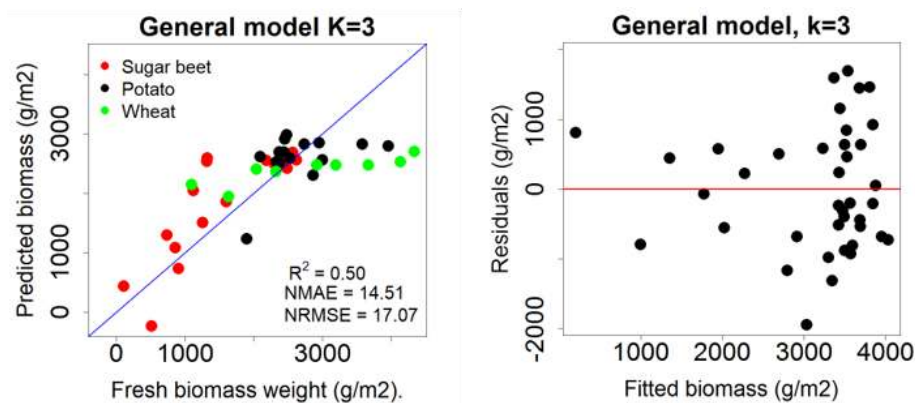 General model K=3
Sugar beet
Potato
Wheat
R² = 0.50
NMAE = 14.51
NRMSE = 17.07
Predicted biomass (g/m2)
0 1000 3000
0 1000 3000
Fresh biomass weight (g/m2).
General model, k=3
Residuals (g/m2)
-2000 0 1000
1000 2000 3000 4000
Fitted biomass (g/m2)